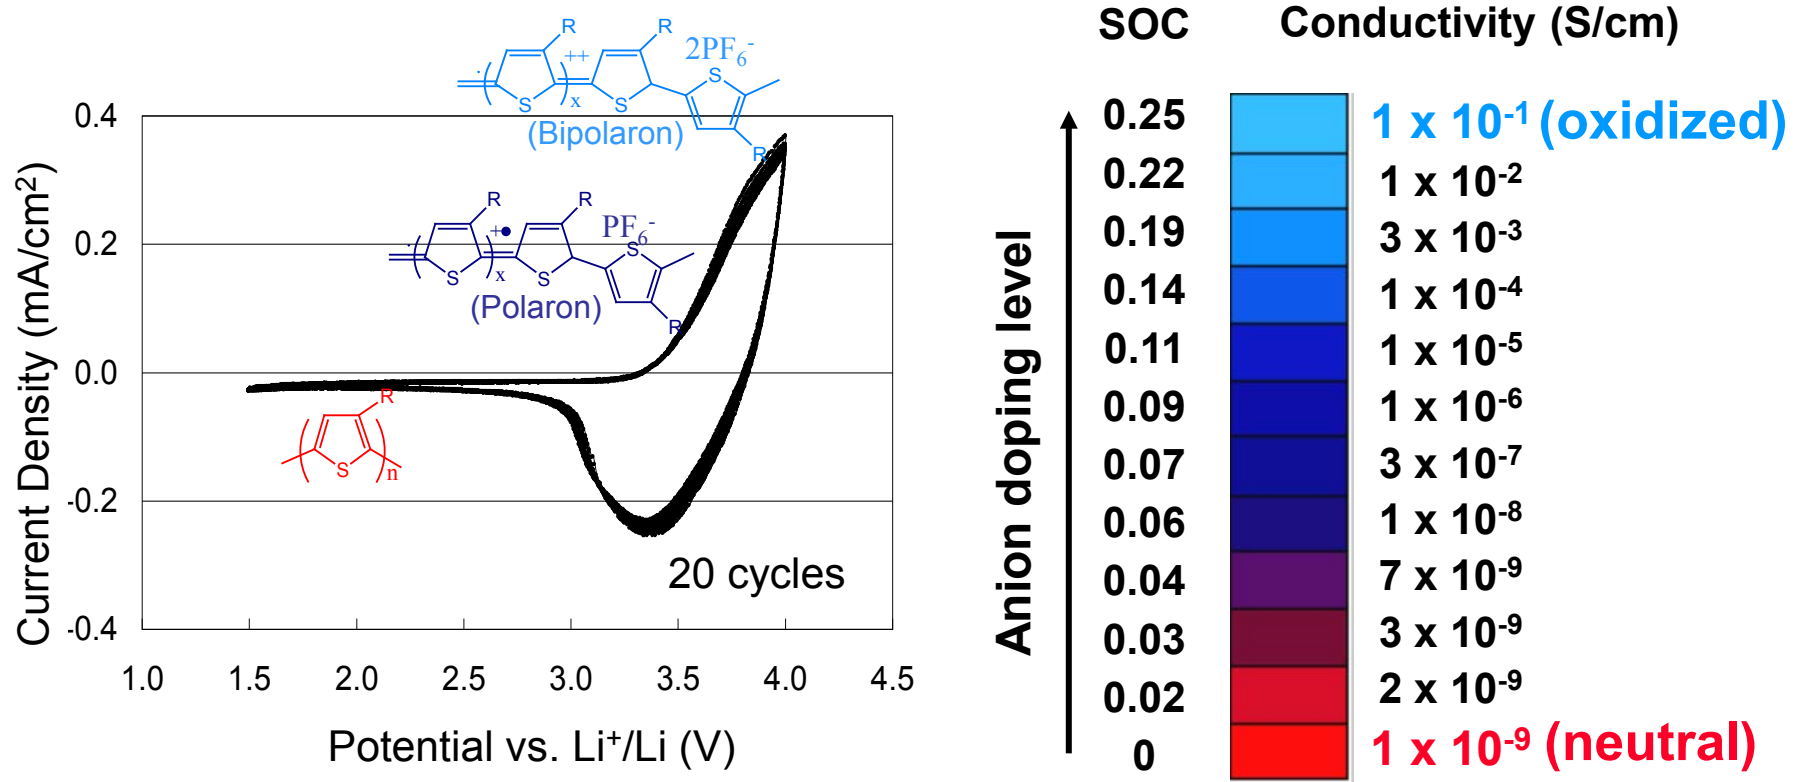 R
R
++
2PF6-
S
S
S
x
(Bipolaron)
R
R
R
+●
PF6-
S
S
S
x
(Polaron)
R
R
S
n
20 cycles
0.4
0.2
0.0
-0.2
-0.4
1.0 1.5 2.0 2.5 3.0 3.5 4.0 4.5
Current Density (mA/cm²)
Potential vs. Li⁺/Li (V)
SOC Conductivity (S/cm)
Anion doping level
0.25 1 x 10⁻¹ (oxidized)
0.22 1 x 10⁻²
0.19 3 x 10⁻³
0.14 1 x 10⁻⁴
0.11 1 x 10⁻⁵
0.09 1 x 10⁻⁶
0.07 3 x 10⁻⁷
0.06 1 x 10⁻⁸
0.04 7 x 10⁻⁹
0.03 3 x 10⁻⁹
0.02 2 x 10⁻⁹
0 1 x 10⁻⁹ (neutral)